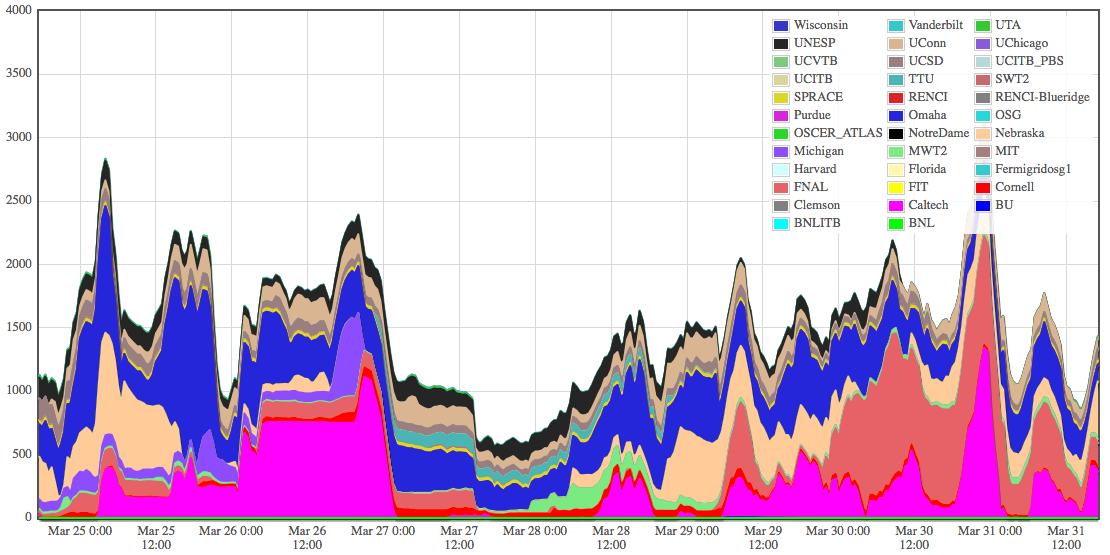 4000
3500
3000
2500
2000
1500
1000
500
0
Wisconsin Vanderbilt UTA
UNESP UConn UChicago
UCVTB UCSD UCITB_PBS
UCITB TTU SWT2
SPRACE RENCI RENCI-Blueridge
Purdue Omaha OSG
OSCER_ATLAS NotreDame Nebraska
Michigan MWT2 MIT
Harvard Florida Fermigridosg1
FNAL FIT Cornell
Clemson Caltech BU
BNLITB BNL
Mar 25 0:00 Mar 25 Mar 26 0:00 Mar 26 Mar 27 0:00 Mar 27 Mar 28 0:00 Mar 28 Mar 29 0:00 Mar 29 Mar 30 0:00 Mar 30 Mar 31 0:00 Mar 31
12:00 12:00 12:00 12:00 12:00 12:00 12:00